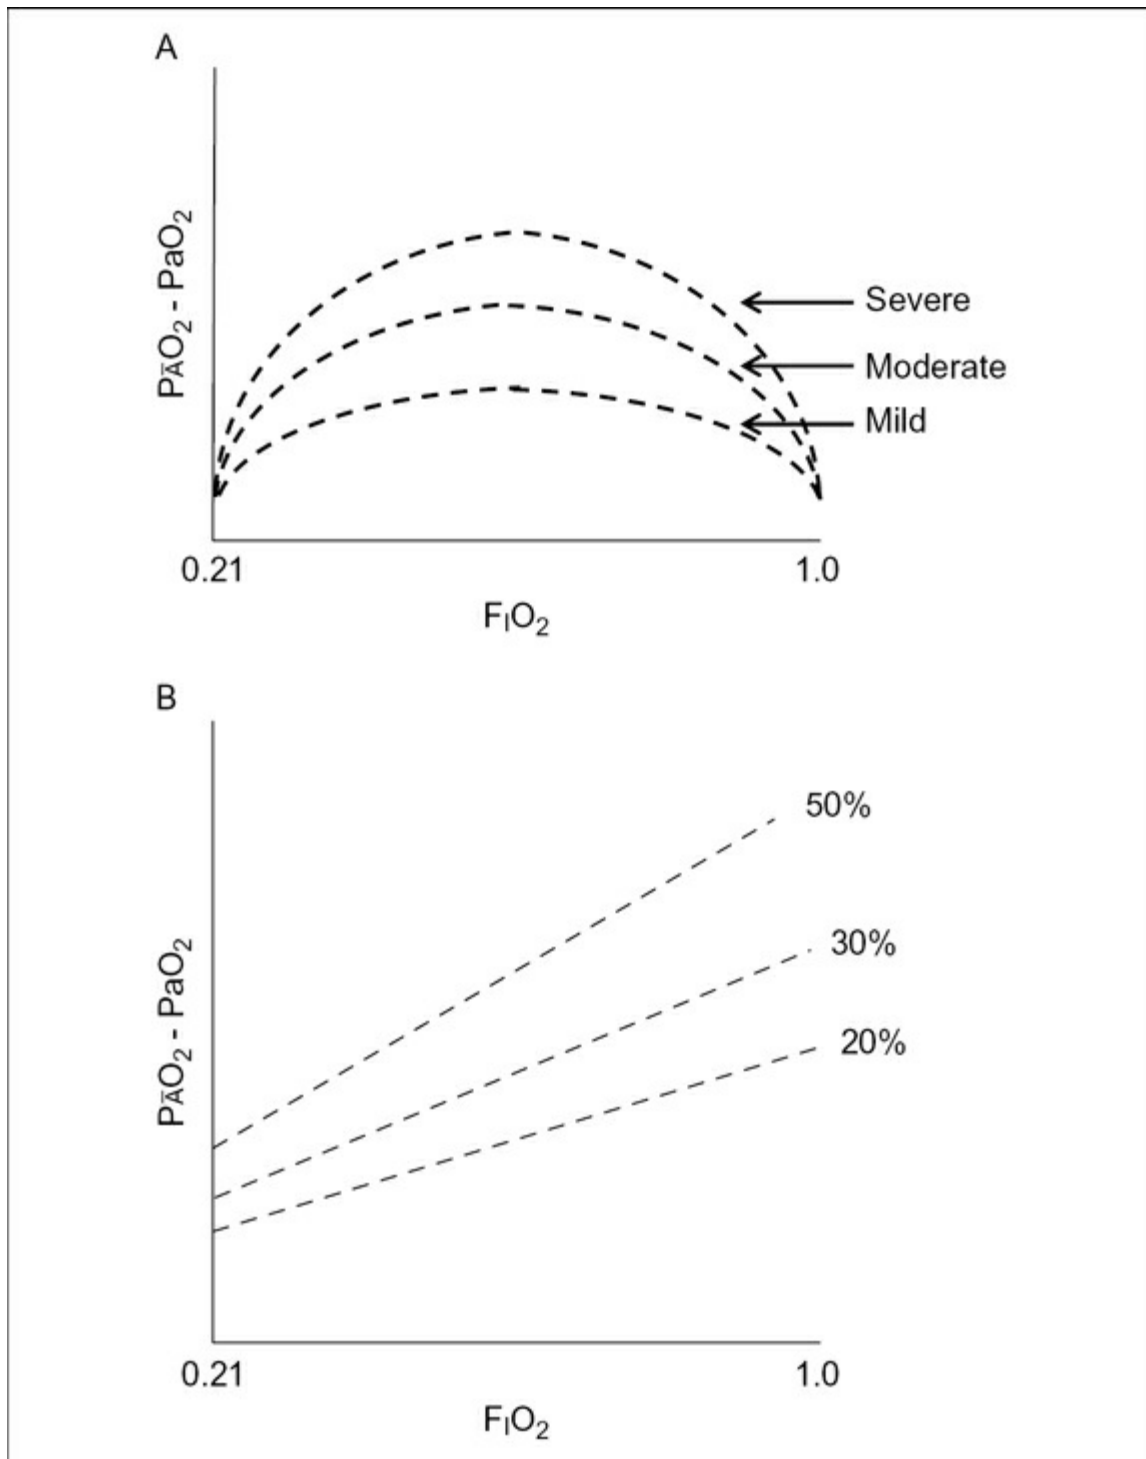 A
PĀO₂ - PaO₂
Severe
Moderate
Mild
0.21
1.0
FIO₂
B
PĀO₂ - PaO₂
50%
30%
20%
0.21
1.0
FIO₂